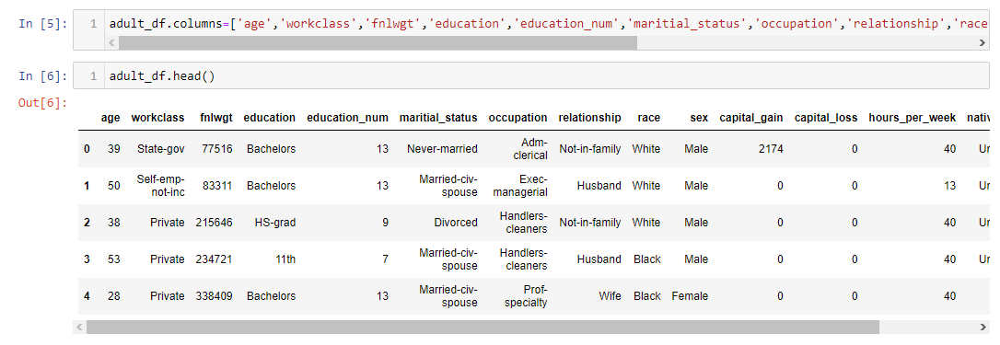 In [5]: 1 adult_df.columns=['age','workclass','fnlwgt','education','education_num','maritial_status','occupation','relationship','race
In [6]: 1 adult_df.head()
Out[6]:
age workclass fnlwgt education education_num maritial_status occupation relationship race sex capital_gain capital_loss hours_per_week nativ
0 39 State-gov 77516 Bachelors 13 Never-married Adm-clerical Not-in-family White Male 2174 0 40 Ur
1 50 Self-emp-not-inc 83311 Bachelors 13 Married-civ-spouse Exec-managerial Husband White Male 0 0 13 Ur
2 38 Private 215646 HS-grad 9 Divorced Handlers-cleaners Not-in-family White Male 0 0 40 Ur
3 53 Private 234721 11th 7 Married-civ-spouse Handlers-cleaners Husband Black Male 0 0 40 Ur
4 28 Private 338409 Bachelors 13 Married-civ-spouse Prof-specialty Wife Black Female 0 0 40